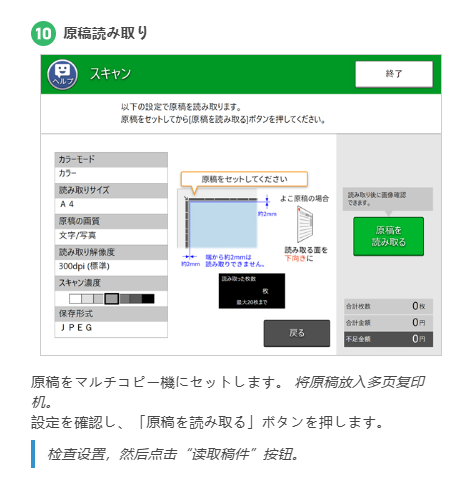 10 原稿読み取り
ヘルプ
スキャン
終了
以下の設定で原稿を読み取ります。
原稿をセットしてから[原稿を読み取る]ボタンを押してください。
カラーモード
カラー
読み取りサイズ
A4
原稿の画質
文字/写真
読み取り解像度
300dpi (標準)
スキャン濃度
保存形式
JPEG
原稿をセットしてください
よこ原稿の場合
約2mm
約2mm
端から約2mmは
読み取りできません。
読み取る面を
下向きに
読み取った枚数
枚
最大20枚まで
戻る
読み取り後に画像確認
できます。
原稿を
読み取る
合計枚数 0枚
合計金額 0円
不足金額 0円
原稿をマルチコピー機にセットします。 将原稿放入多页复印
机。
設定を確認し、「原稿を読み取る」ボタンを押します。
检查设置，然后点击“读取稿件”按钮。